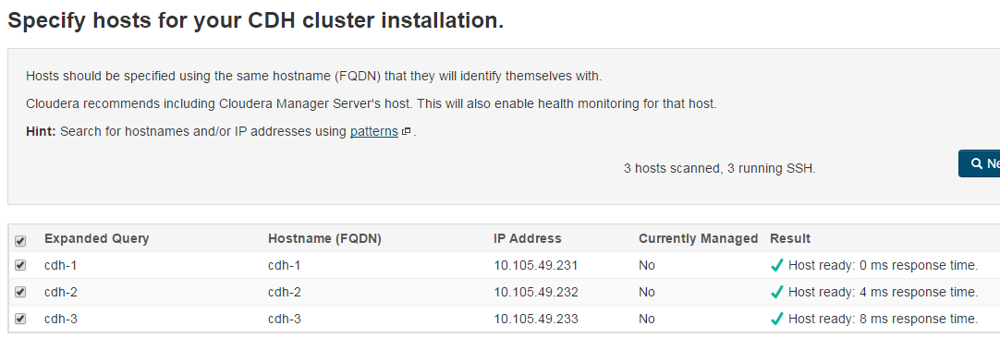 Specify hosts for your CDH cluster installation.
Hosts should be specified using the same hostname (FQDN) that they will identify themselves with.
Cloudera recommends including Cloudera Manager Server's host. This will also enable health monitoring for that host.
Hint: Search for hostnames and/or IP addresses using patterns .
3 hosts scanned, 3 running SSH.
Ne
Expanded Query Hostname (FQDN) IP Address Currently Managed Result
cdh-1 cdh-1 10.105.49.231 No Host ready: 0 ms response time.
cdh-2 cdh-2 10.105.49.232 No Host ready: 4 ms response time.
cdh-3 cdh-3 10.105.49.233 No Host ready: 8 ms response time.